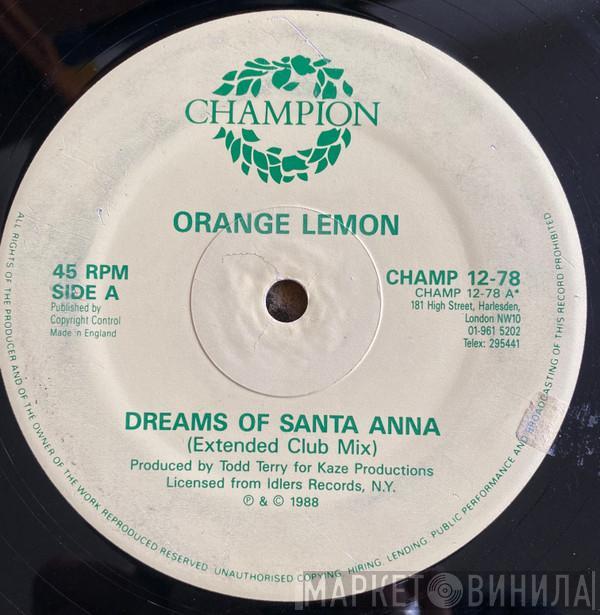 CHAMPION
ORANGE LEMON
45 RPM
SIDE A
Published by
Copyright Control
Made in England
CHAMP 12-78
CHAMP 12-78 A*
181 High Street, Harlesden,
London NW10
01-961 5202
Telex: 295441
DREAMS OF SANTA ANNA
(Extended Club Mix)
Produced by Todd Terry for Kaze Productions
Licensed from Idlers Records, N.Y.
℗ & © 1988
ALL RIGHTS OF THE PRODUCER AND OF THE OWNER OF THE WORK REPRODUCED RESERVED. UNAUTHORISED COPYING, HIRING, LENDING, PUBLIC PERFORMANCE AND BROADCASTING OF THIS RECORD PROHIBITED
МАРКЕТ ВИНИЛА